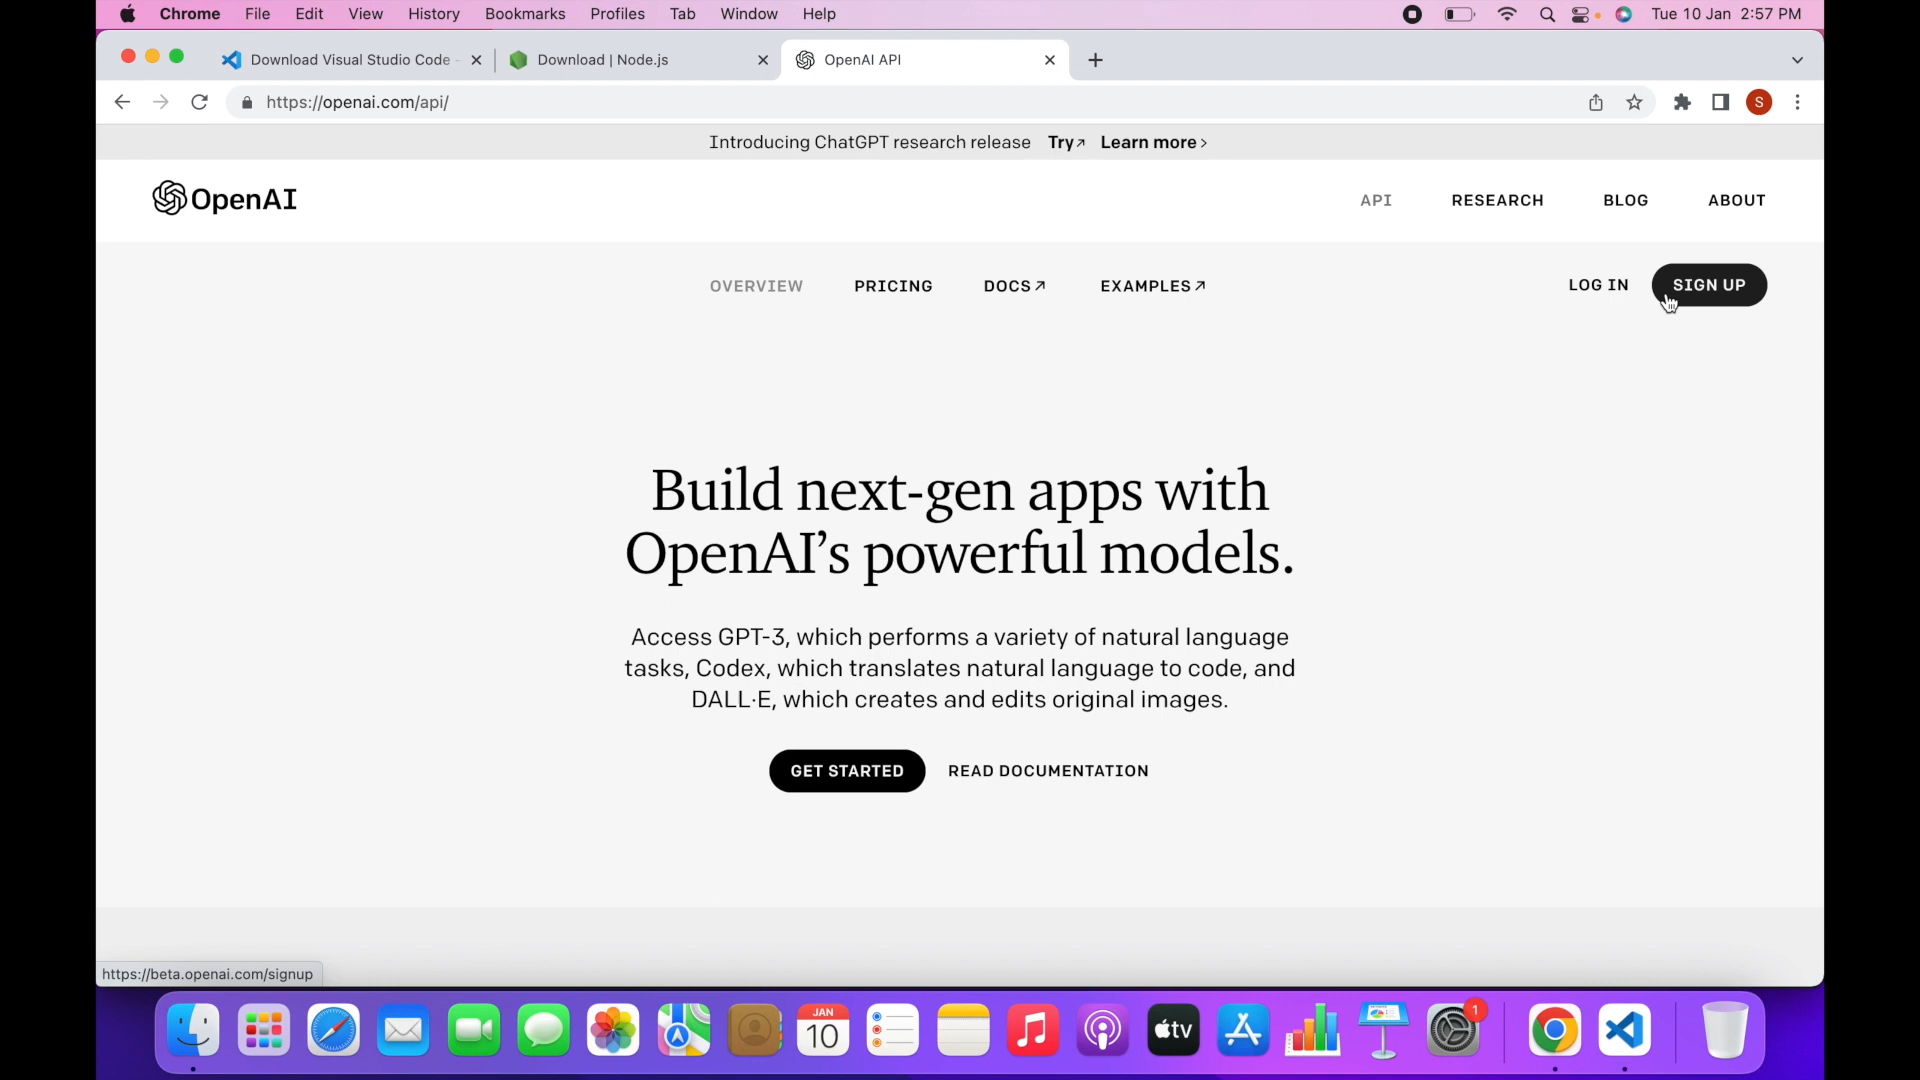 Chrome File Edit View History Bookmarks Profiles Tab Window Help Tue 10 Jan 2:57 PM
Download Visual Studio Code - Download | Node.js OpenAI API
https://openai.com/api/ S
Introducing ChatGPT research release Try↗ Learn more ›
OpenAI API RESEARCH BLOG ABOUT
OVERVIEW PRICING DOCS↗ EXAMPLES↗ LOG IN SIGN UP
Build next-gen apps with
OpenAI’s powerful models.
Access GPT-3, which performs a variety of natural language
tasks, Codex, which translates natural language to code, and
DALL·E, which creates and edits original images.
GET STARTED READ DOCUMENTATION
https://beta.openai.com/signup
JAN
10
tv
1